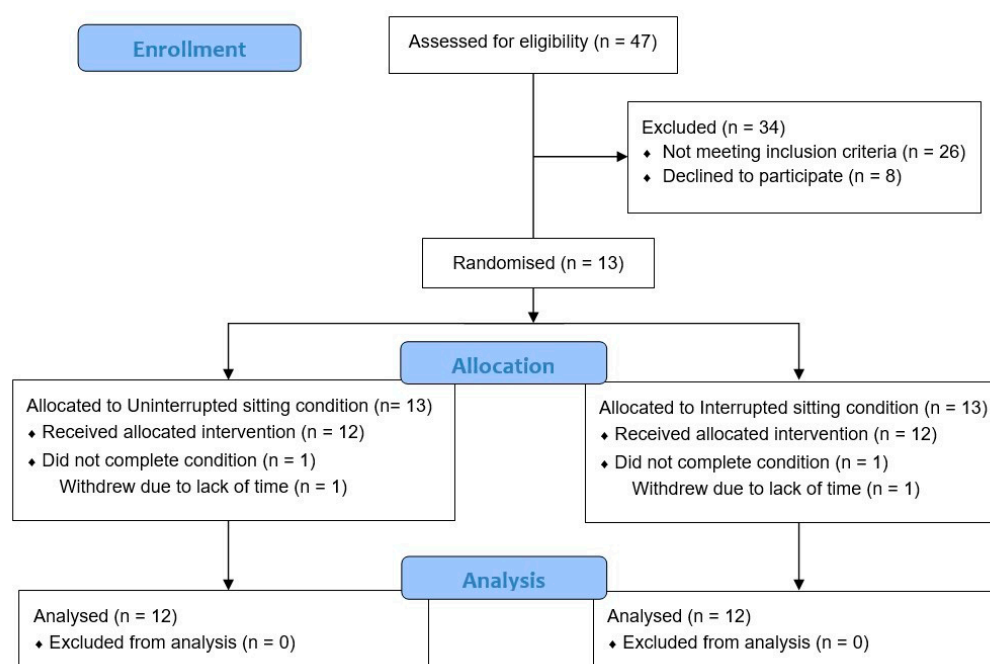 Enrollment
Assessed for eligibility (n = 47)
Excluded (n = 34)
♦ Not meeting inclusion criteria (n = 26)
♦ Declined to participate (n = 8)
Randomised (n = 13)
Allocation
Allocated to Uninterrupted sitting condition (n= 13)
♦ Received allocated intervention (n = 12)
♦ Did not complete condition (n = 1)
Withdrew due to lack of time (n = 1)
Allocated to Interrupted sitting condition (n = 13)
♦ Received allocated intervention (n = 12)
♦ Did not complete condition (n = 1)
Withdrew due to lack of time (n = 1)
Analysis
Analysed (n = 12)
♦ Excluded from analysis (n = 0)
Analysed (n = 12)
♦ Excluded from analysis (n = 0)